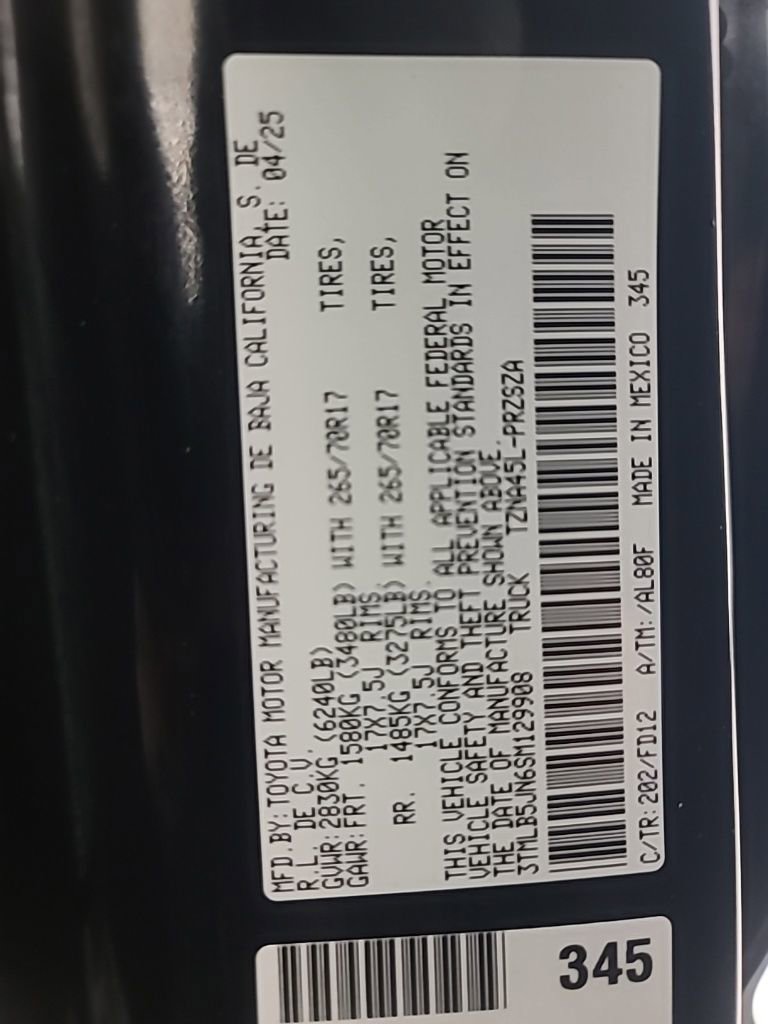 MFD.BY:TOYOTA MOTOR MANUFACTURING DE BAJA CALIFORNIA, S. DE
R.L. DE C.V. DATE: 04/25
GVWR:2830KG (6240LB)
GAWR:FRT. 1580KG (3480LB) WITH 265/70R17 TIRES,
17X7.5J RIMS,
RR. 1485KG (3275LB) WITH 265/70R17 TIRES,
17X7.5J RIMS.
THIS VEHICLE CONFORMS TO ALL APPLICABLE FEDERAL MOTOR
VEHICLE SAFETY AND THEFT PREVENTION STANDARDS IN EFFECT ON
THE DATE OF MANUFACTURE SHOWN ABOVE.
3TMLB5JN6SM129908 TRUCK TZNA45L-PRZSZA
C/TR:202/FD12 A/TM:/AL80F MADE IN MEXICO 345
345